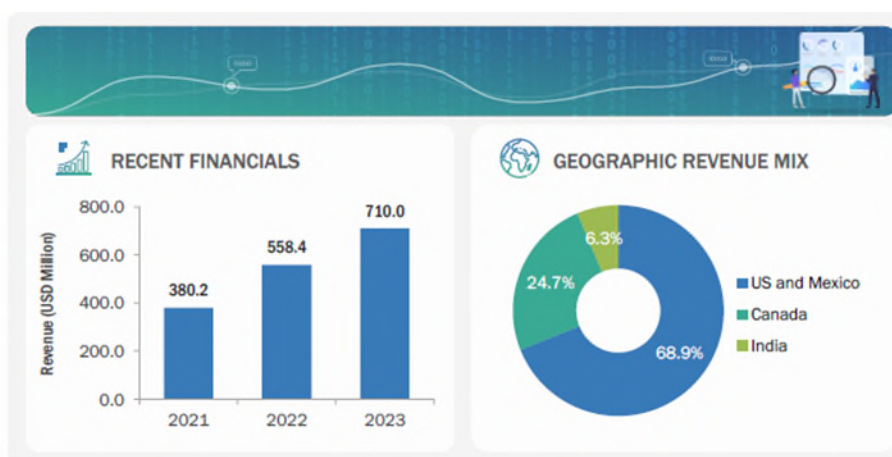 RECENT FINANCIALS
Revenue (USD Million)
800.0
600.0
400.0
200.0
0.0
380.2
558.4
710.0
2021
2022
2023
GEOGRAPHIC REVENUE MIX
6.3%
24.7%
68.9%
US and Mexico
Canada
India